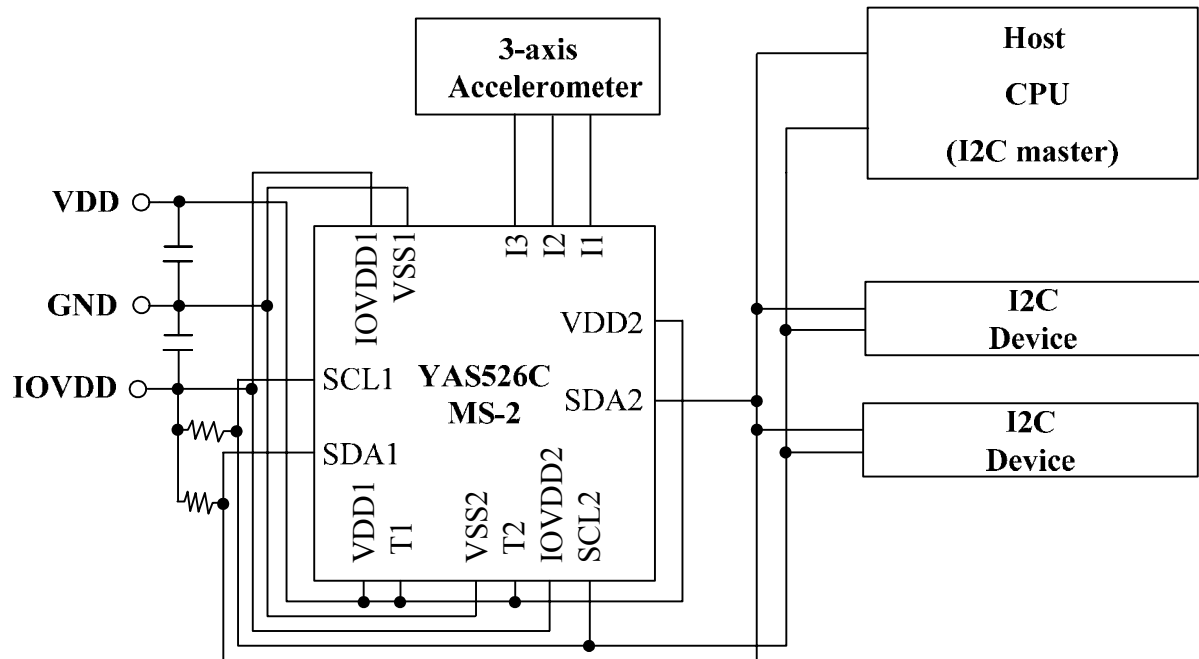 3-axis
Accelerometer
Host
CPU
(I2C master)
VDD
GND
IOVDD
IOVDD1
VSS1
I3
I2
I1
VDD2
SCL1
YAS526C
MS-2
SDA2
SDA1
VDD1
T1
VSS2
T2
IOVDD2
SCL2
I2C
Device
I2C
Device